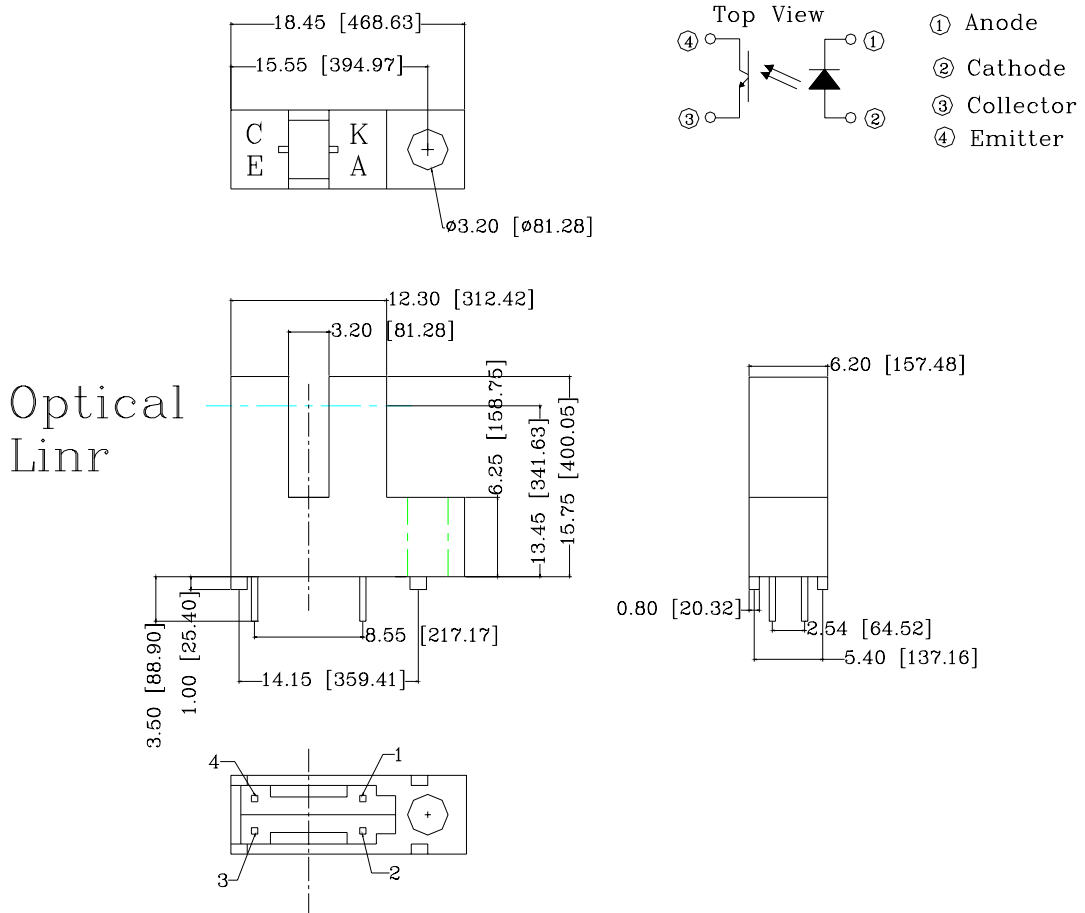 18.45 [468.63]
15.55 [394.97]
C K
E A
ø3.20 [ø81.28]
Top View
4 1
3 2
1 Anode
2 Cathode
3 Collector
4 Emitter
12.30 [312.42]
3.20 [81.28]
Optical
Linr
6.25 [158.75]
13.45 [341.63]
15.75 [400.05]
3.50 [88.90]
1.00 [25.40]
8.55 [217.17]
14.15 [359.41]
6.20 [157.48]
0.80 [20.32]
2.54 [64.52]
5.40 [137.16]
4 1
3 2